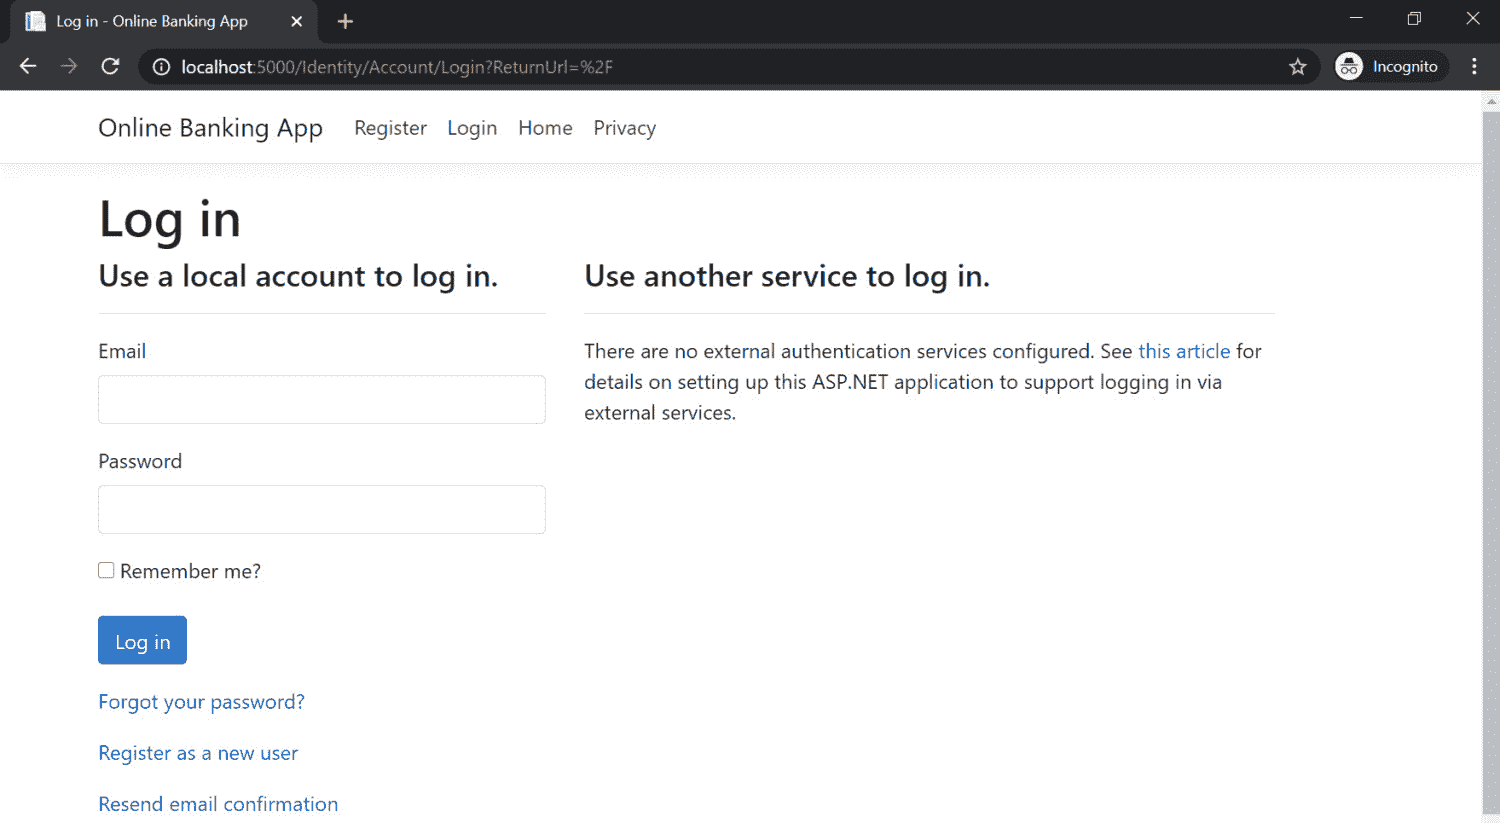 Log in - Online Banking App
localhost:5000/Identity/Account/Login?ReturnUrl=%2F
Incognito
Online Banking App Register Login Home Privacy
Log in
Use a local account to log in.
Email
Password
Remember me?
Log in
Forgot your password?
Register as a new user
Resend email confirmation
Use another service to log in.
There are no external authentication services configured. See this article for
details on setting up this ASP.NET application to support logging in via
external services.